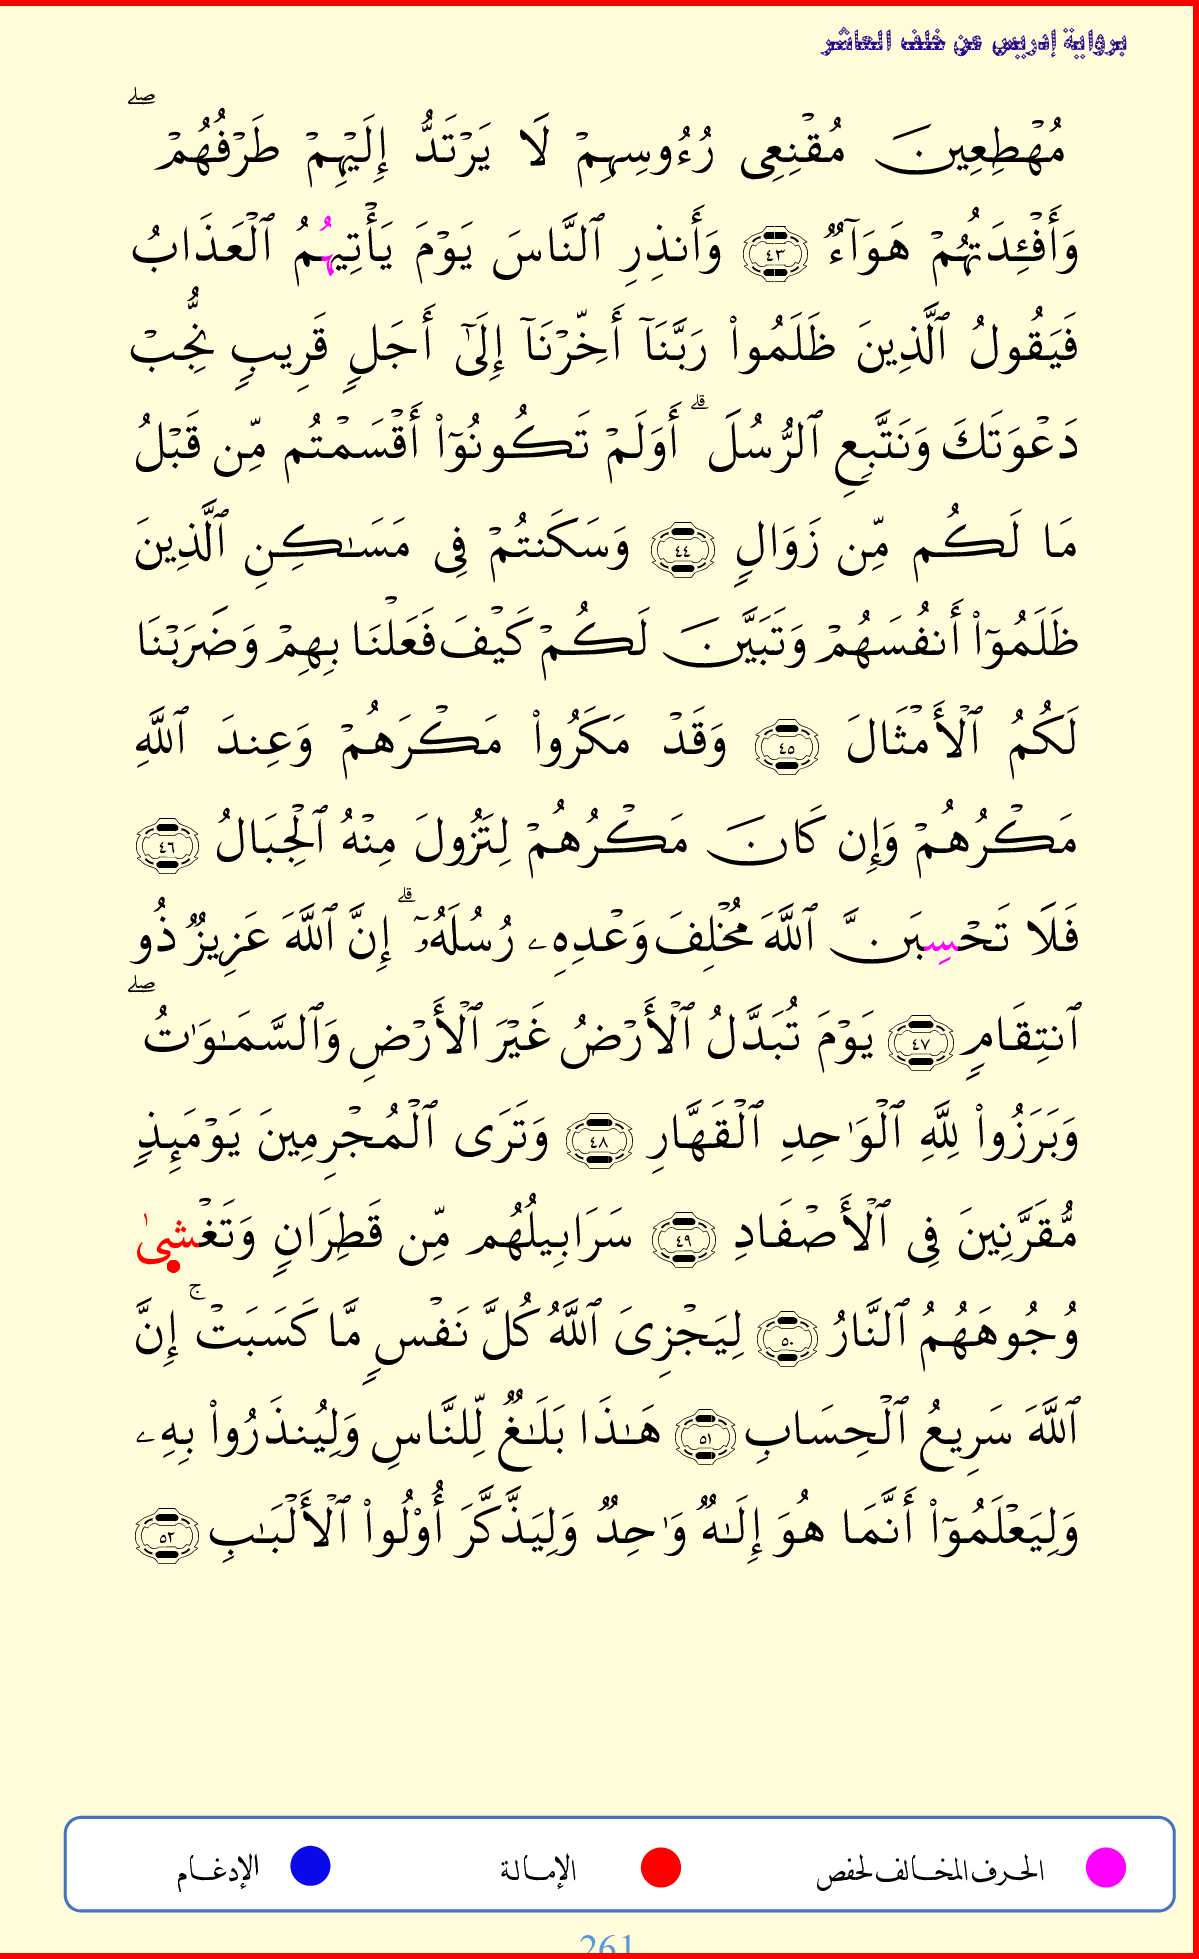 برواية إدريس عن خلف العاشر
مُهۡطِعِينَ مُقۡنِعِى رُءُوسِهِمۡ لَا يَرۡتَدُّ إِلَيۡهِمۡ طَرۡفُهُمۡۖ
وَأَفۡـِٔدَتُهُمۡ هَوَآءٌ ٤٣ وَأَنذِرِ ٱلنَّاسَ يَوۡمَ يَأۡتِيهُمُ ٱلۡعَذَابُ
فَيَقُولُ ٱلَّذِينَ ظَلَمُواْ رَبَّنَآ أَخِّرۡنَآ إِلَىٰٓ أَجَلٍ قَرِيبٍ نُّجِبۡ
دَعۡوَتَكَ وَنَتَّبِعِ ٱلرُّسُلَۗ أَوَلَمۡ تَكُونُوٓاْ أَقۡسَمۡتُم مِّن قَبۡلُ
مَا لَكُم مِّن زَوَالٍ ٤٤ وَسَكَنتُمۡ فِى مَسَٰكِنِ ٱلَّذِينَ
ظَلَمُوٓاْ أَنفُسَهُمۡ وَتَبَيَّنَ لَكُمۡ كَيۡفَ فَعَلۡنَا بِهِمۡ وَضَرَبۡنَا
لَكُمُ ٱلۡأَمۡثَالَ ٤٥ وَقَدۡ مَكَرُواْ مَكۡرَهُمۡ وَعِندَ ٱللَّهِ
مَكۡرُهُمۡ وَإِن كَانَ مَكۡرُهُمۡ لِتَزُولَ مِنۡهُ ٱلۡجِبَالُ ٤٦
فَلَا تَحۡسِبَنَّ ٱللَّهَ مُخۡلِفَ وَعۡدِهِۦ رُسُلَهُۥٓۗ إِنَّ ٱللَّهَ عَزِيزٌ ذُو
ٱنتِقَامٍ ٤٧ يَوۡمَ تُبَدَّلُ ٱلۡأَرۡضُ غَيۡرَ ٱلۡأَرۡضِ وَٱلسَّمَٰوَٰتُۖ
وَبَرَزُواْ لِلَّهِ ٱلۡوَٰحِدِ ٱلۡقَهَّارِ ٤٨ وَتَرَى ٱلۡمُجۡرِمِينَ يَوۡمَئِذٍ
مُّقَرَّنِينَ فِى ٱلۡأَصۡفَادِ ٤٩ سَرَابِيلُهُم مِّن قَطِرَانٍ وَتَغۡشىٰ
وُجُوهَهُمُ ٱلنَّارُ ٥٠ لِيَجۡزِىَ ٱللَّهُ كُلَّ نَفۡسٍ مَّا كَسَبَتۡۚ إِنَّ
ٱللَّهَ سَرِيعُ ٱلۡحِسَابِ ٥١ هَٰذَا بَلَٰغٌ لِّلنَّاسِ وَلِيُنذَرُواْ بِهِۦ
وَلِيَعۡلَمُوٓاْ أَنَّمَا هُوَ إِلَٰهٌ وَٰحِدٌ وَلِيَذَّكَّرَ أُوْلُواْ ٱلۡأَلۡبَٰبِ ٥٢
الحرف المخالف لحفص الإمالة الإدغام
261